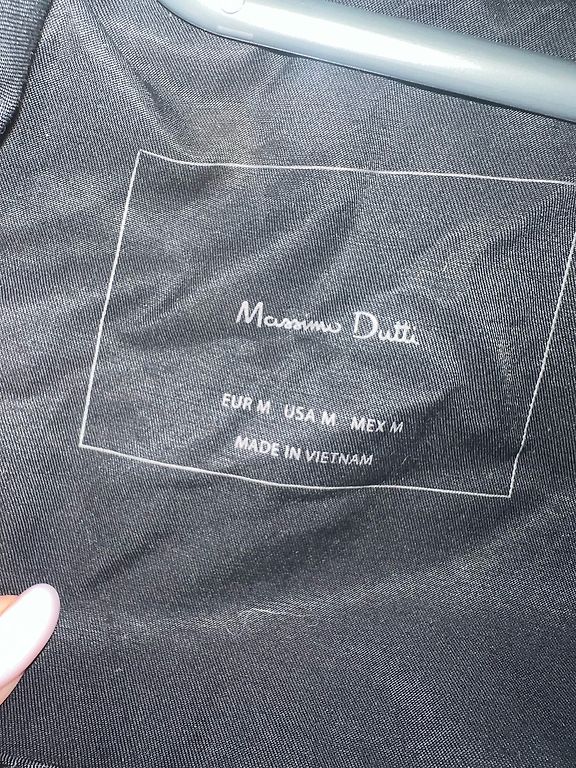 Massimo Dutti
EUR M USA M MEX M
MADE IN VIETNAM